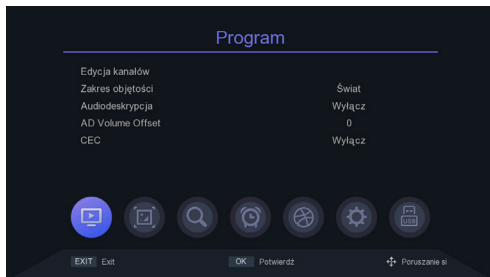 Program
Edycja kanałów
Zakres objętości Świat
Audiodeskrypcja Wyłącz
AD Volume Offset 0
CEC Wyłącz
USB
EXIT Exit OK Potwierdź Poruszanie si